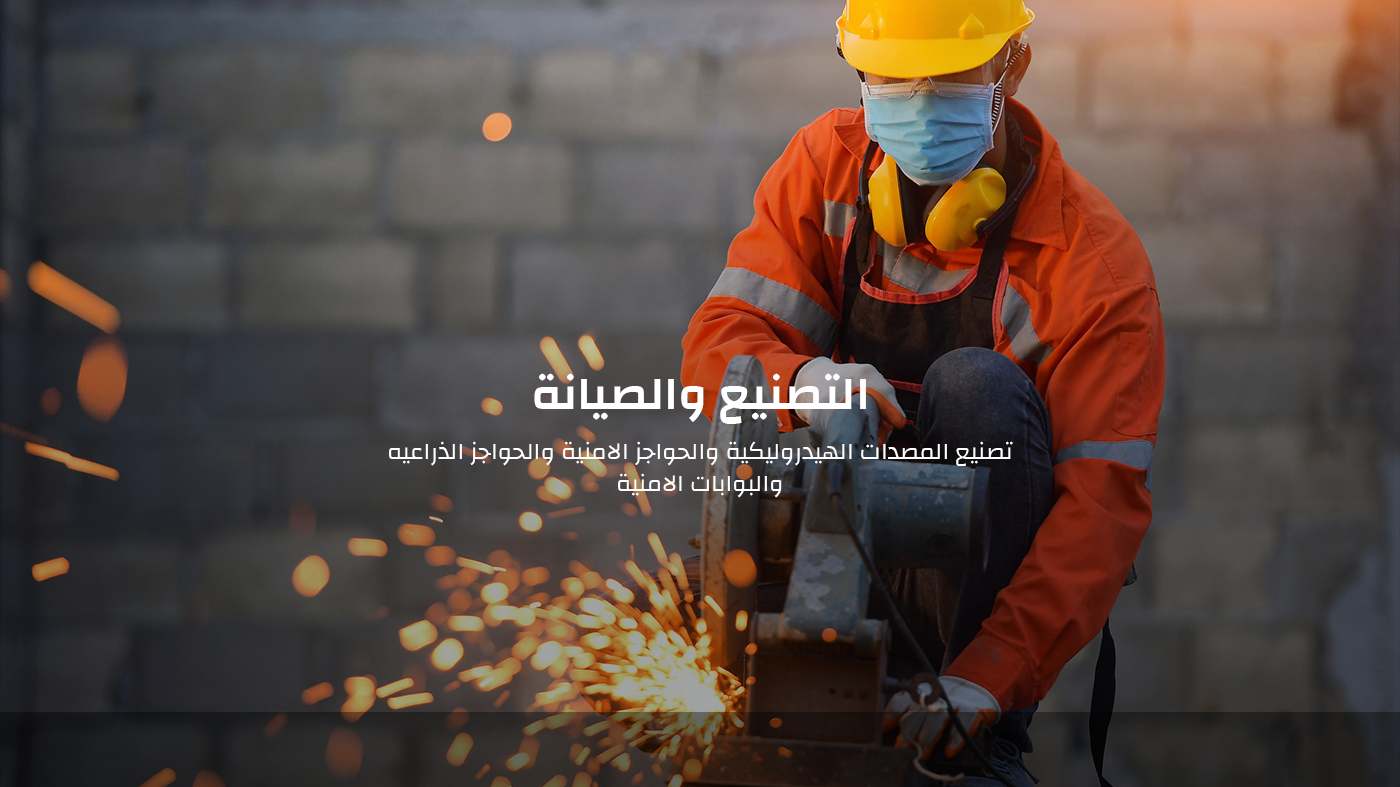 التصنيع والصيانة
تصنيع المصدات الهيدروليكية والحواجز الامنية والحواجز الذراعيه
والبوابات الامنية